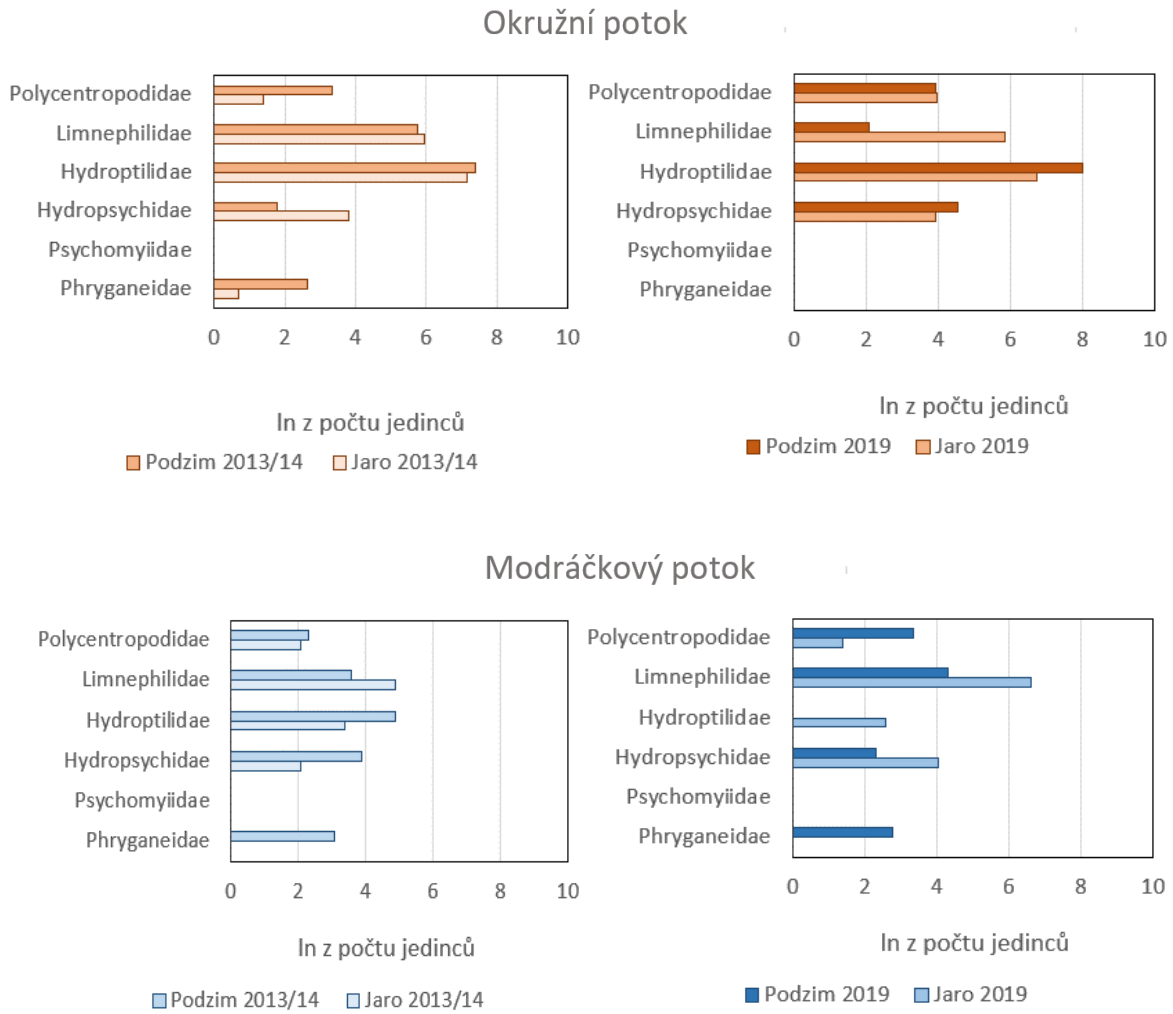 Okružní potok
Polycentropodidae
Limnephilidae
Hydroptilidae
Hydropsychidae
Psychomyiidae
Phryganeidae
0 2 4 6 8 10
ln z počtu jedinců
Podzim 2013/14 Jaro 2013/14
Polycentropodidae
Limnephilidae
Hydroptilidae
Hydropsychidae
Psychomyiidae
Phryganeidae
0 2 4 6 8 10
ln z počtu jedinců
Podzim 2019 Jaro 2019
Modráčkový potok
Polycentropodidae
Limnephilidae
Hydroptilidae
Hydropsychidae
Psychomyiidae
Phryganeidae
0 2 4 6 8 10
ln z počtu jedinců
Podzim 2013/14 Jaro 2013/14
Polycentropodidae
Limnephilidae
Hydroptilidae
Hydropsychidae
Psychomyiidae
Phryganeidae
0 2 4 6 8 10
ln z počtu jedinců
Podzim 2019 Jaro 2019